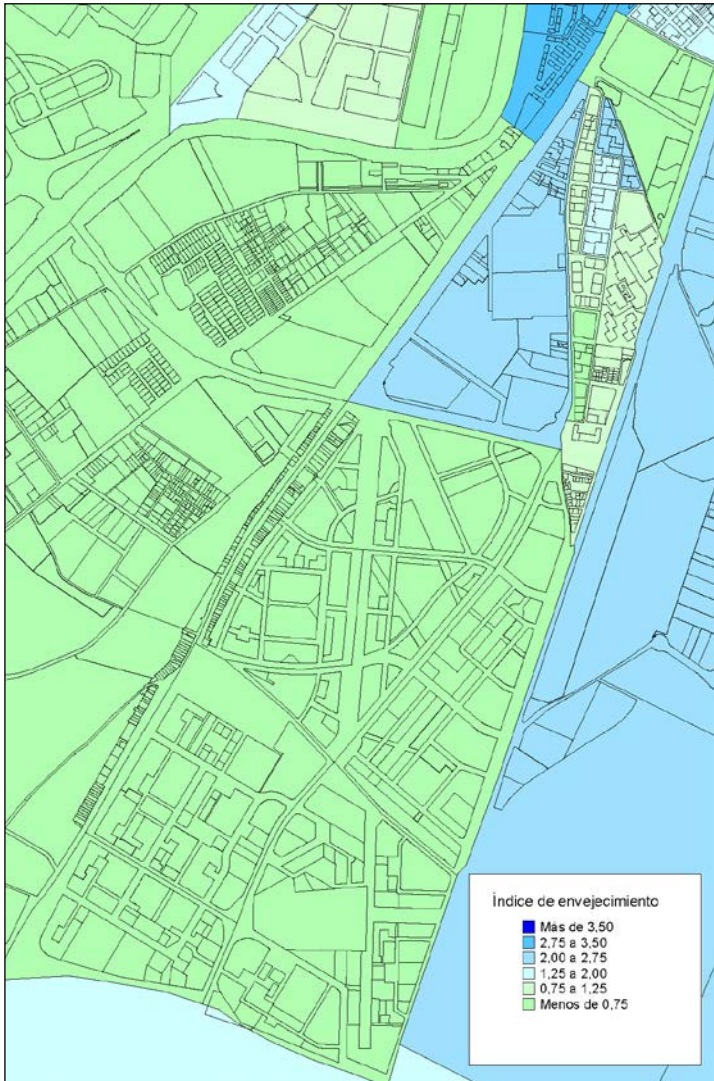 Índice de envejecimiento
Más de 3,50
2,75 a 3,50
2,00 a 2,75
1,25 a 2,00
0,75 a 1,25
Menos de 0,75